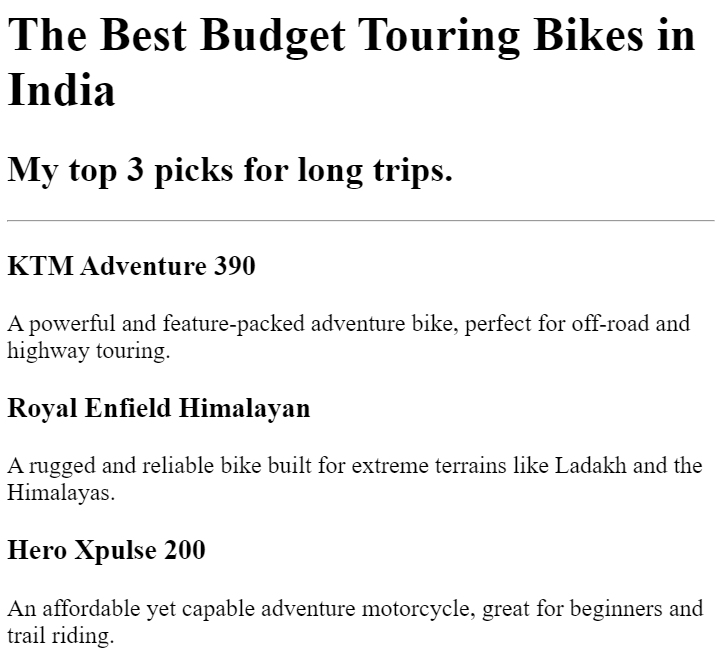 The Best Budget Touring Bikes in
India
My top 3 picks for long trips.
KTM Adventure 390
A powerful and feature-packed adventure bike, perfect for off-road and
highway touring.
Royal Enfield Himalayan
A rugged and reliable bike built for extreme terrains like Ladakh and the
Himalayas.
Hero Xpulse 200
An affordable yet capable adventure motorcycle, great for beginners and
trail riding.